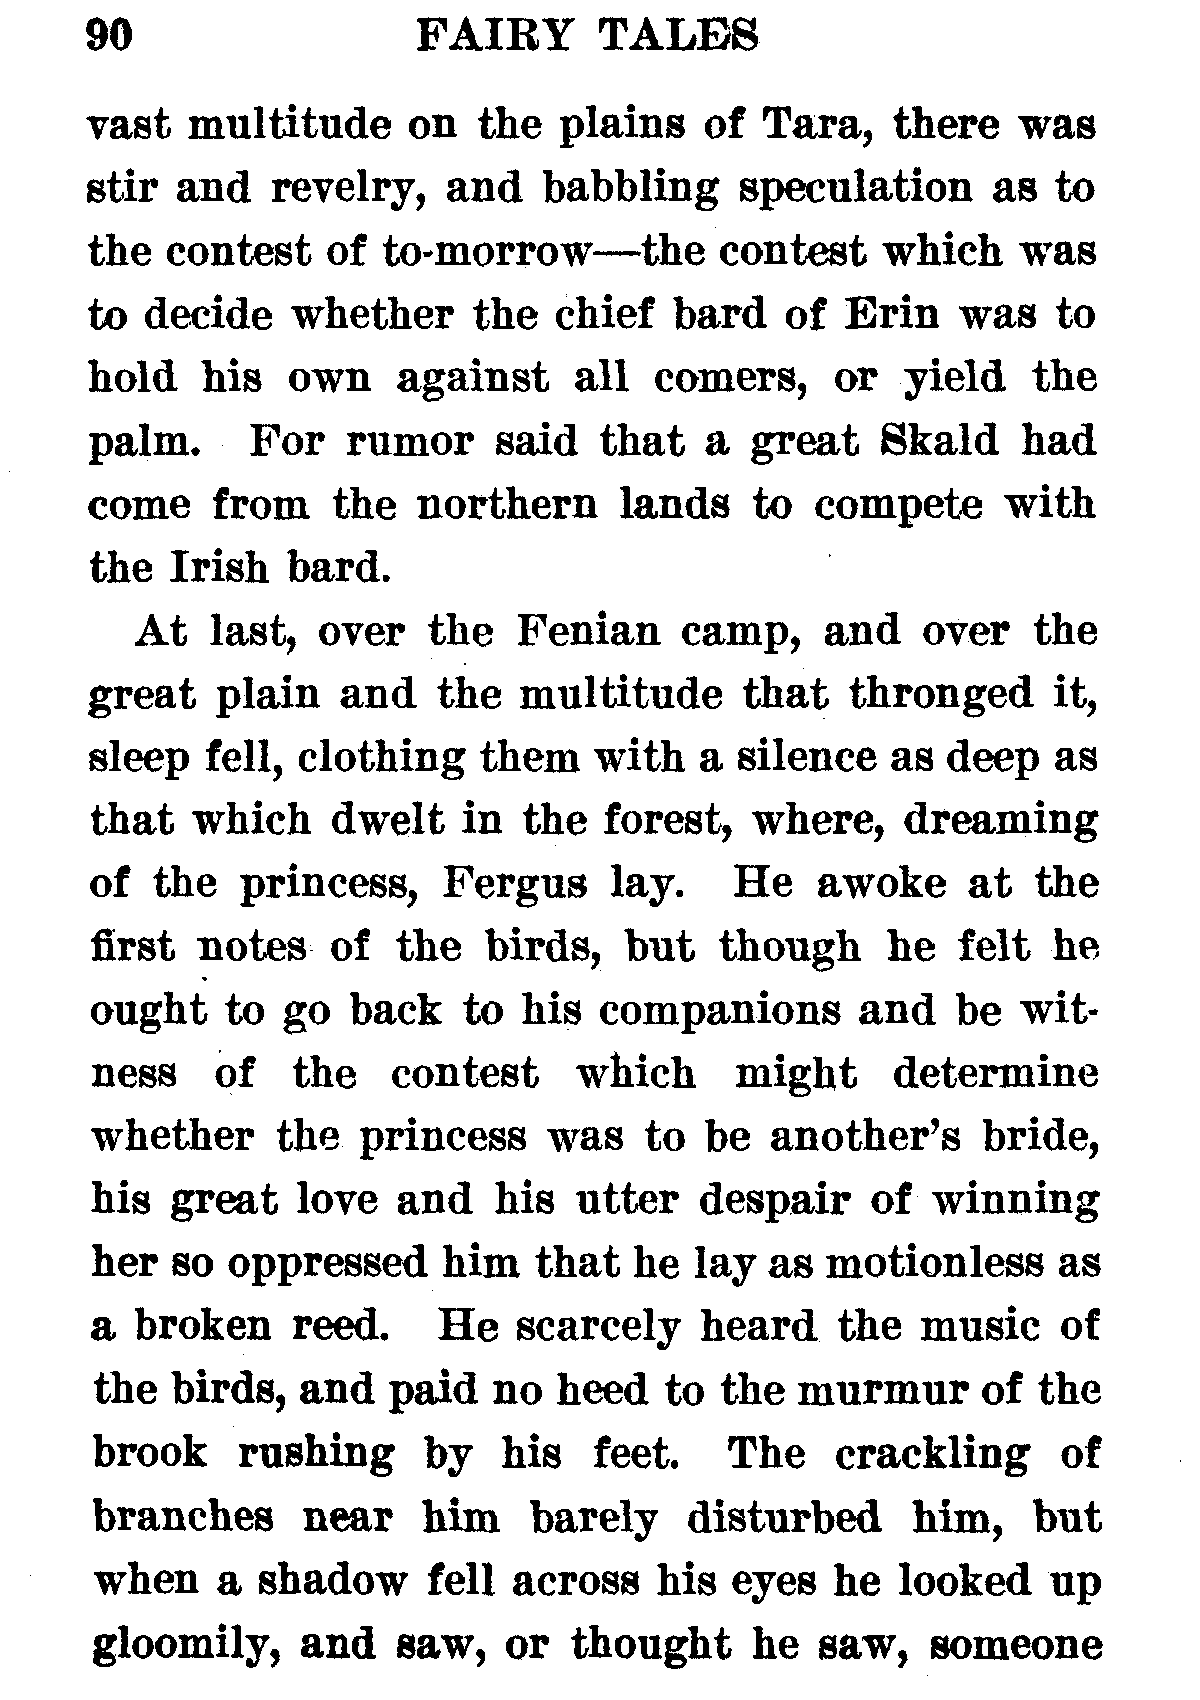 90 FAIRY TALES
vast multitude on the plains of Tara, there was
stir and revelry, and babbling speculation as to
the contest of to-morrow—the contest which was
to decide whether the chief bard of Erin was to
hold his own against all comers, or yield the
palm. For rumor said that a great Skald had
come from the northern lands to compete with
the Irish bard.
At last, over the Fenian camp, and over the
great plain and the multitude that thronged it,
sleep fell, clothing them with a silence as deep as
that which dwelt in the forest, where, dreaming
of the princess, Fergus lay. He awoke at the
first notes of the birds, but though he felt he
ought to go back to his companions and be wit-
ness of the contest which might determine
whether the princess was to be another's bride,
his great love and his utter despair of winning
her so oppressed him that he lay as motionless as
a broken reed. He scarcely heard the music of
the birds, and paid no heed to the murmur of the
brook rushing by his feet. The crackling of
branches near him barely disturbed him, but
when a shadow fell across his eyes he looked up
gloomily, and saw, or thought he saw, someone